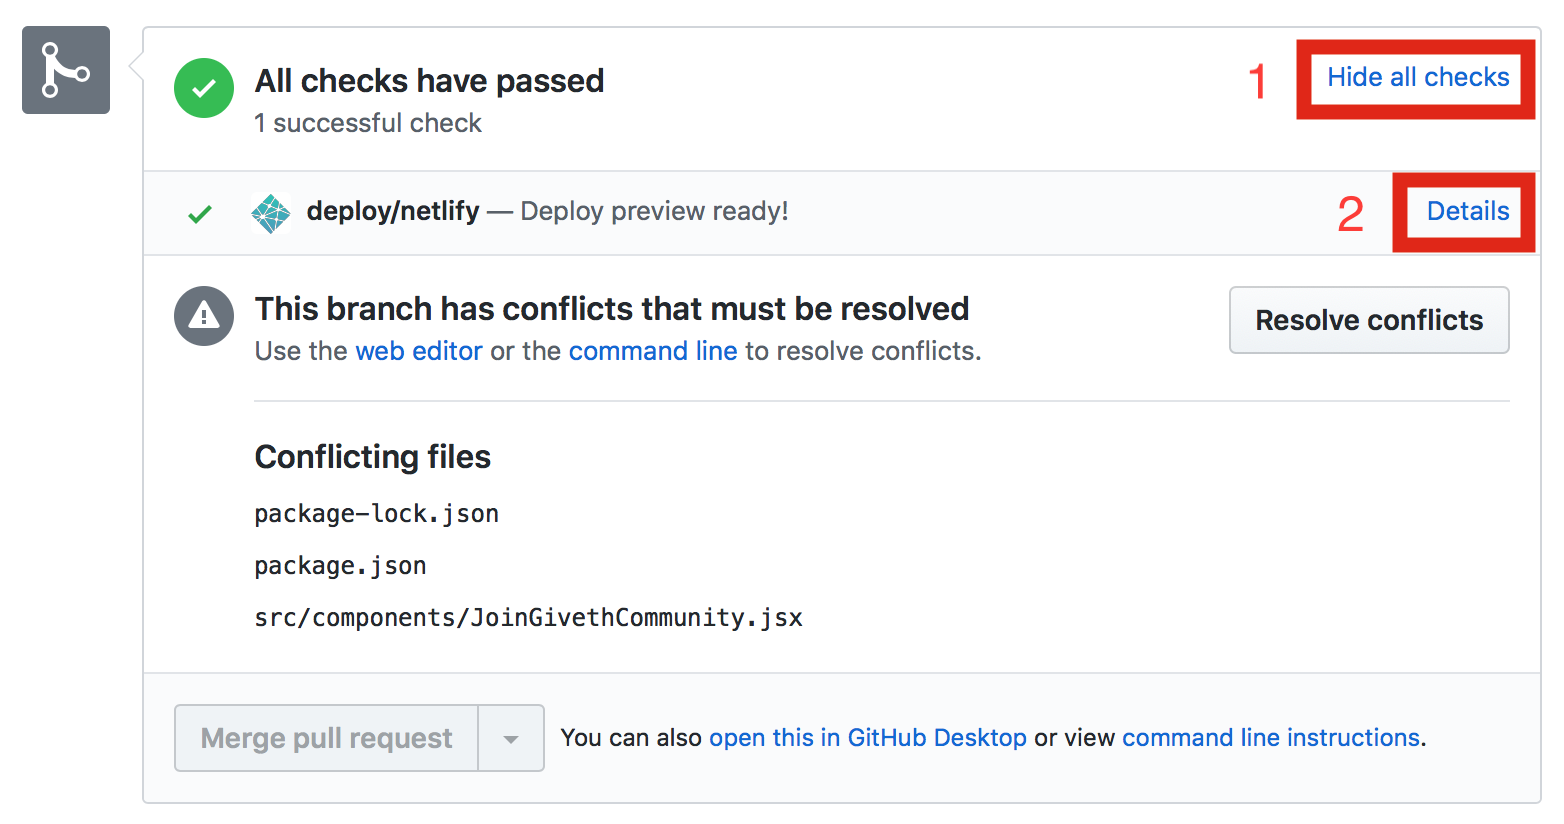 All checks have passed
1 Hide all checks
1 successful check
deploy/netlify — Deploy preview ready!
2 Details
This branch has conflicts that must be resolved
Use the web editor or the command line to resolve conflicts.
Resolve conflicts
Conflicting files
package-lock.json
package.json
src/components/JoinGivethCommunity.jsx
Merge pull request
You can also open this in GitHub Desktop or view command line instructions.